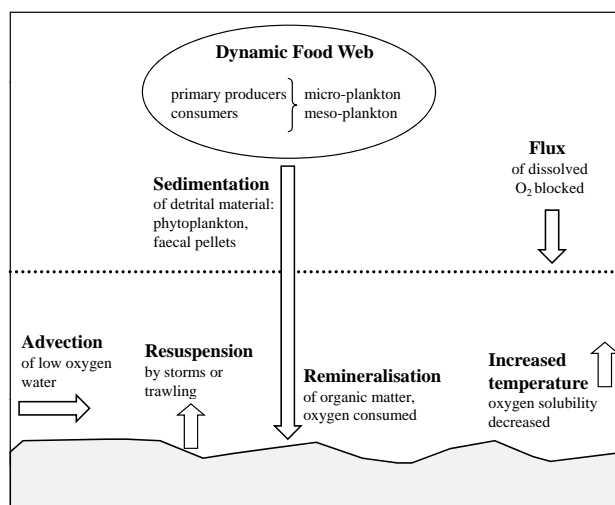 Dynamic Food Web
primary producers
consumers
micro-plankton
meso-plankton
Sedimentation
of detrital material:
phytoplankton,
faecal pellets
Flux
of dissolved
O2 blocked
Advection
of low oxygen
water
Resuspension
by storms or
trawling
Remineralisation
of organic matter,
oxygen consumed
Increased
temperature
oxygen solubility
decreased